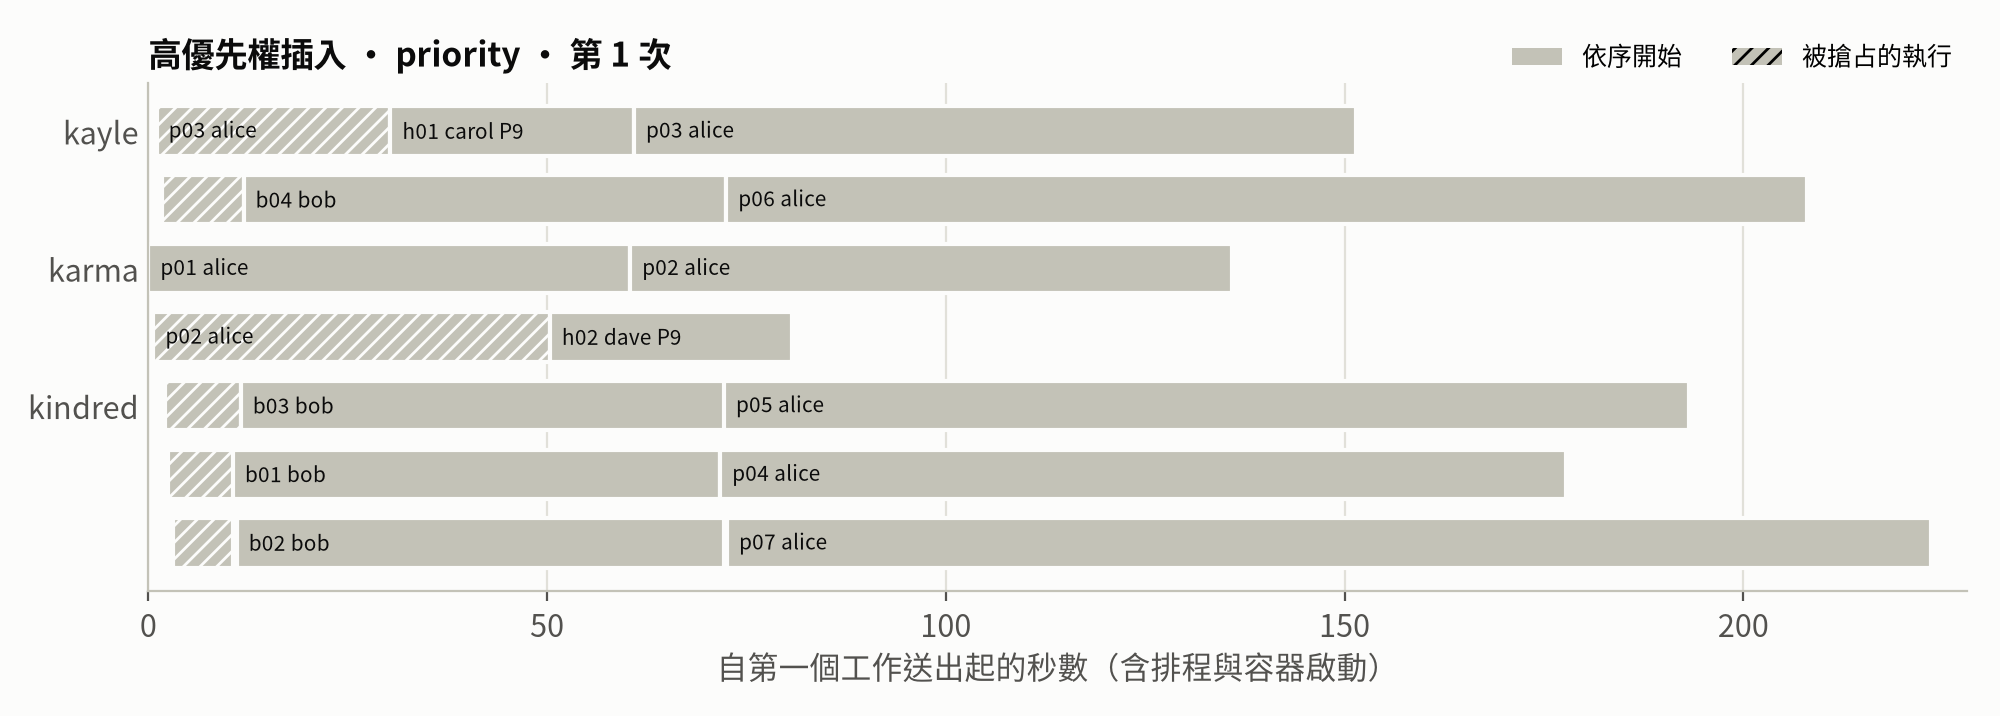 高優先權插入 · priority · 第 1 次
依序開始
被搶占的執行
kayle
p03 alice
h01 carol P9
p03 alice
b04 bob
p06 alice
karma
p01 alice
p02 alice
p02 alice
h02 dave P9
kindred
b03 bob
p05 alice
b01 bob
p04 alice
b02 bob
p07 alice
0
50
100
150
200
自第一個工作送出起的秒數（含排程與容器啟動）